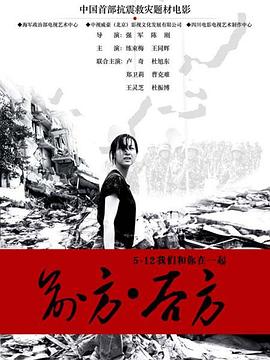 中国首部抗震救灾题材电影
◆海军政治部电视艺术中心 ◆中视威豪（北京）影视文化发展有限公司 ◆四川电影电视艺术制作中心
导 演：强 军 陈 刚
主 演：练束梅 王同辉
联合主演：卢 奇 杜旭东
郑卫莉 曹克难
王灵芝 杜振博
5·12我们和你在一起
前方·后方